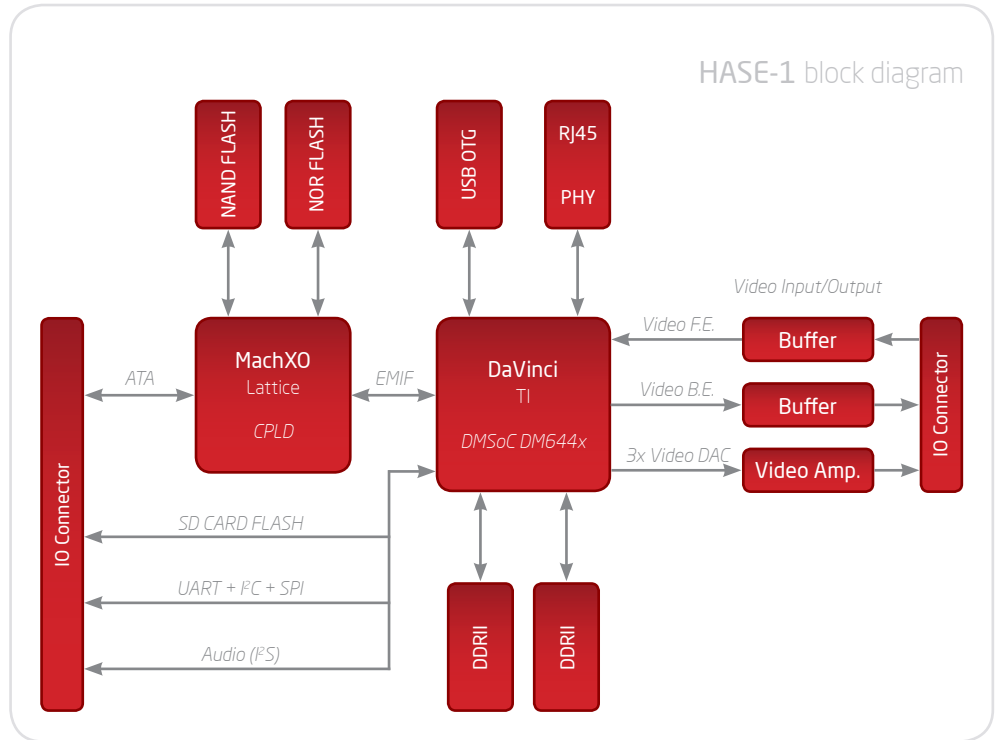 HASE-1 block diagram
NAND FLASH
NOR FLASH
USB OTG
RJ45
PHY
Video Input/Output
MachXO
Lattice
CPLD
DaVinci
TI
DMSoC DM644x
ATA
EMIF
Video F.E.
Buffer
Video B.E.
Buffer
3x Video DAC
Video Amp.
IO Connector
IO Connector
SD CARD FLASH
UART + I²C + SPI
Audio (I²S)
DDRII
DDRII